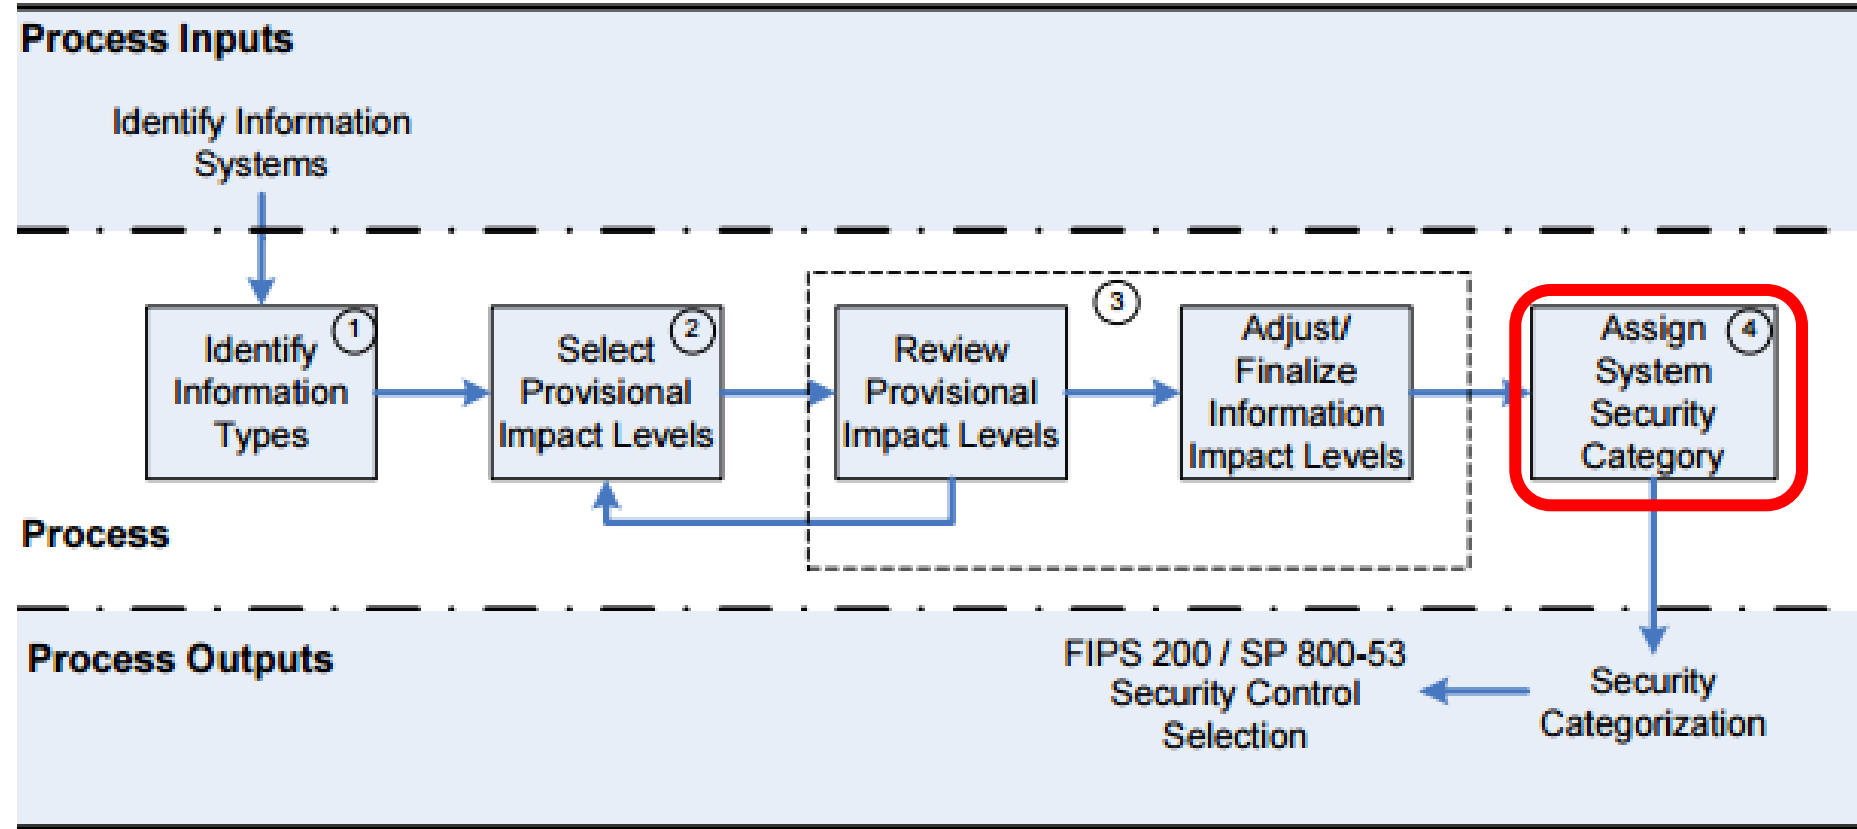 Process Inputs
Identify Information
Systems
1
Identify
Information
Types
2
Select
Provisional
Impact Levels
3
Review
Provisional
Impact Levels
Adjust/
Finalize
Information
Impact Levels
Assign 4
System
Security
Category
Process
Process Outputs
FIPS 200 / SP 800-53
Security Control
Selection
Security
Categorization